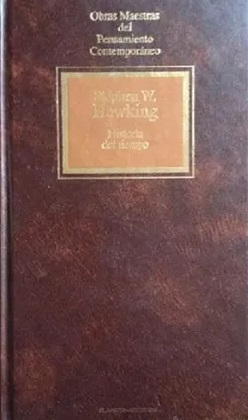 Obras Maestras
del
Pensamiento
Contemporáneo
Stephen W.
Hawking
Historia
del tiempo